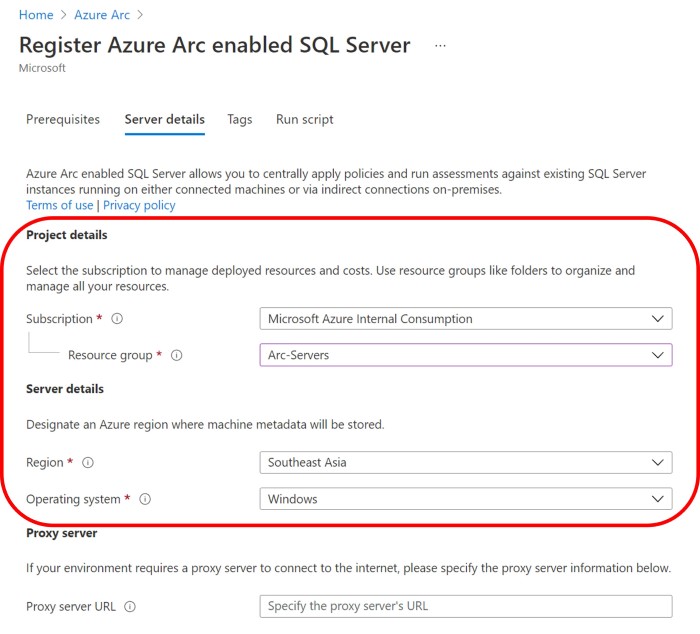 Home > Azure Arc >
Register Azure Arc enabled SQL Server ...
Microsoft
Prerequisites Server details Tags Run script
Azure Arc enabled SQL Server allows you to centrally apply policies and run assessments against existing SQL Server
instances running on either connected machines or via indirect connections on-premises.
Terms of use | Privacy policy
Project details
Select the subscription to manage deployed resources and costs. Use resource groups like folders to organize and
manage all your resources.
Subscription * Microsoft Azure Internal Consumption
Resource group * Arc-Servers
Server details
Designate an Azure region where machine metadata will be stored.
Region * Southeast Asia
Operating system * Windows
Proxy server
If your environment requires a proxy server to connect to the internet, please specify the proxy server information below.
Proxy server URL Specify the proxy server's URL